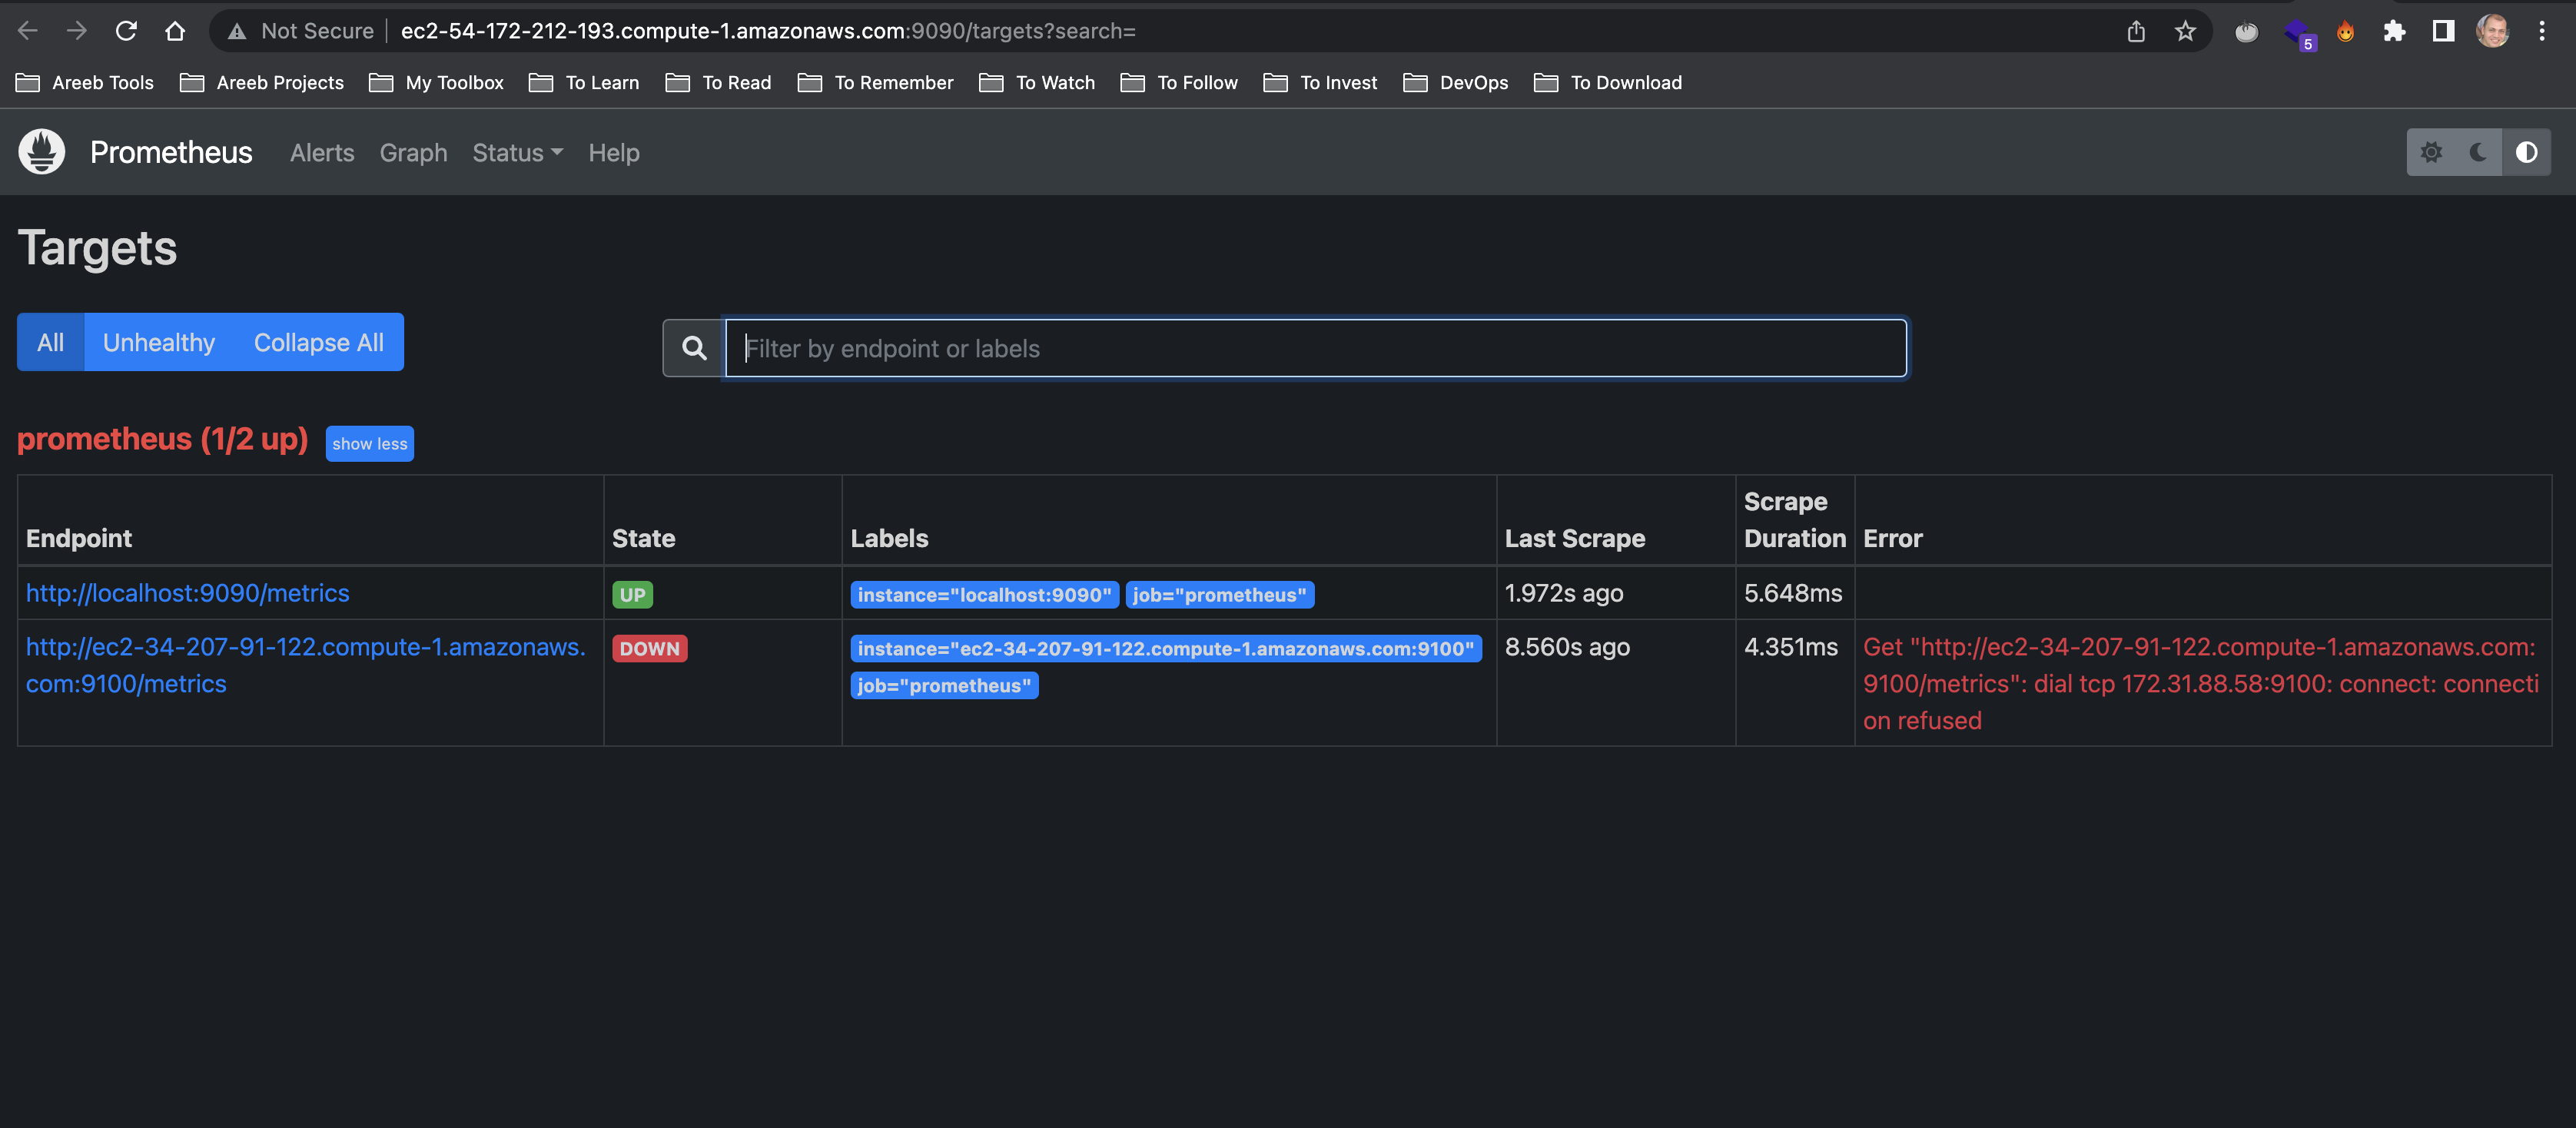 Not Secure ec2-54-172-212-193.compute-1.amazonaws.com:9090/targets?search=
5
Areeb Tools Areeb Projects My Toolbox To Learn To Read To Remember To Watch To Follow To Invest DevOps To Download
Prometheus Alerts Graph Status Help
Targets
All Unhealthy Collapse All
Filter by endpoint or labels
prometheus (1/2 up) show less
Endpoint State Labels Last Scrape Scrape Duration Error
http://localhost:9090/metrics UP instance="localhost:9090" job="prometheus" 1.972s ago 5.648ms
http://ec2-34-207-91-122.compute-1.amazonaws. DOWN instance="ec2-34-207-91-122.compute-1.amazonaws.com:9100" 8.560s ago 4.351ms Get "http://ec2-34-207-91-122.compute-1.amazonaws.com:
com:9100/metrics job="prometheus" 9100/metrics": dial tcp 172.31.88.58:9100: connect: connecti
on refused